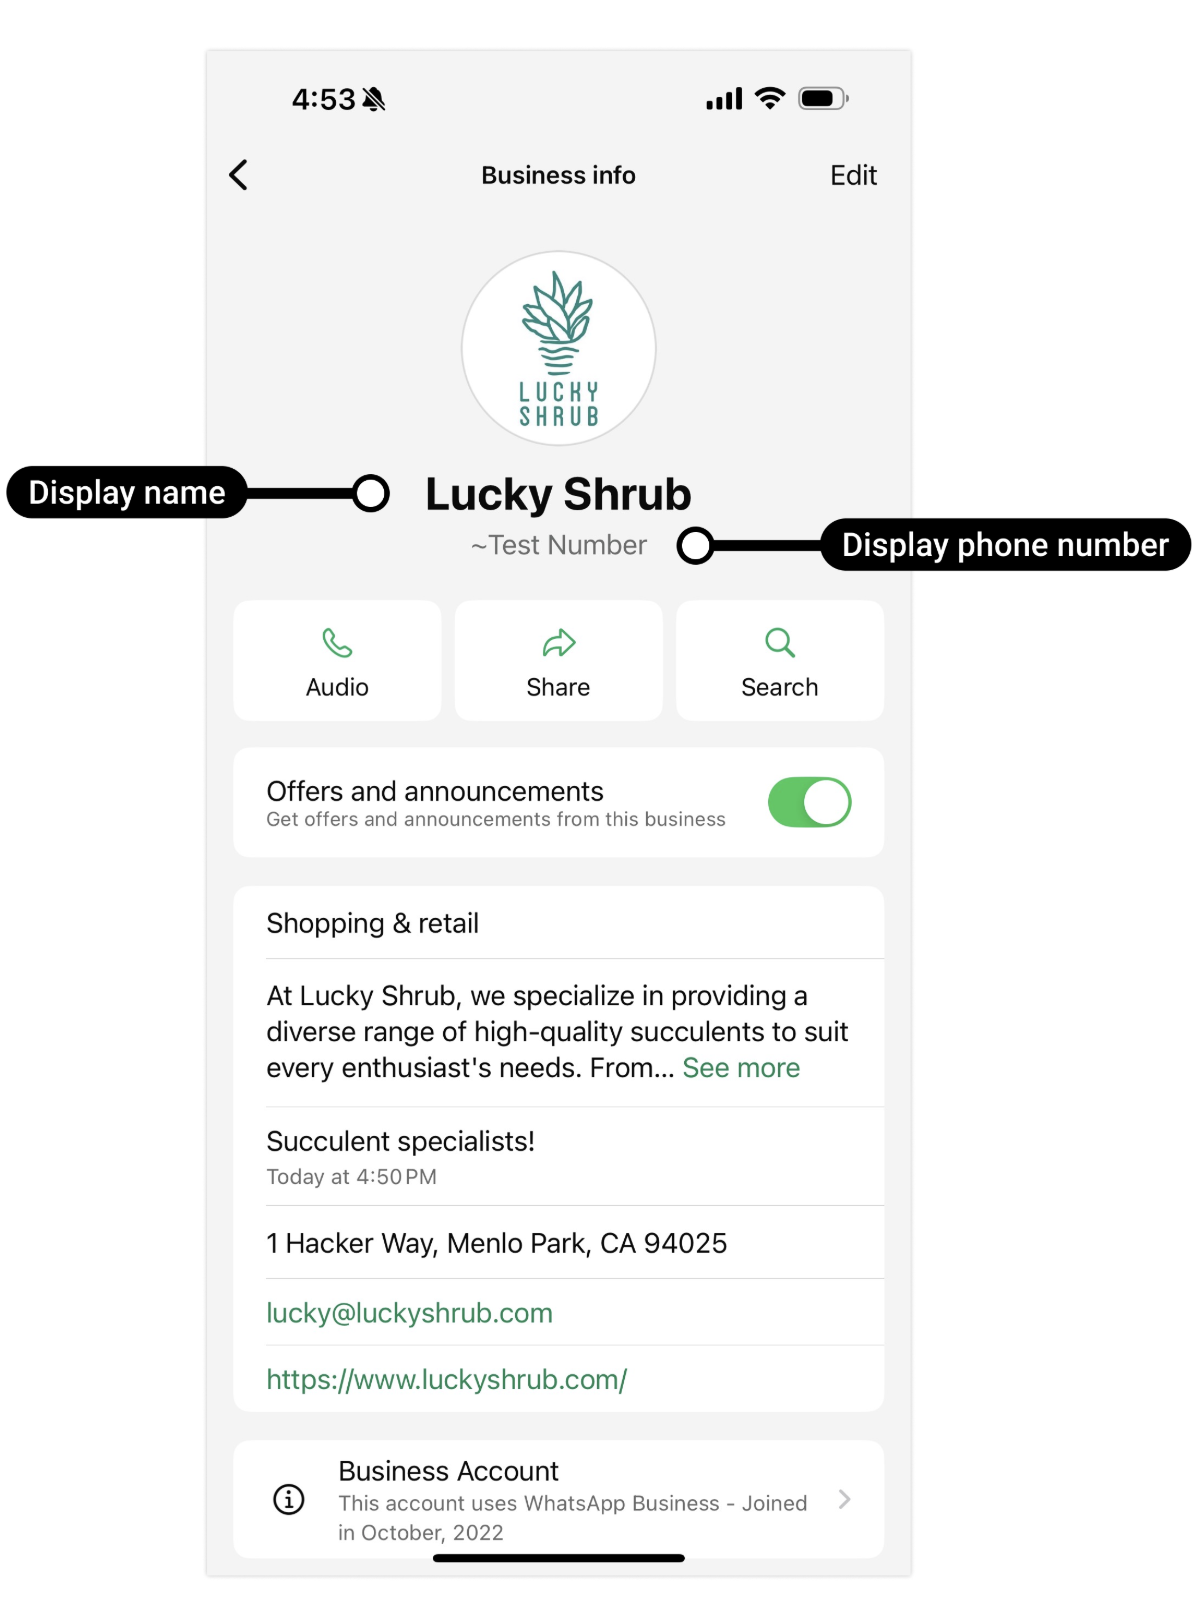 4:53
Business info
Edit
LUCKY
SHRUB
Display name
Lucky Shrub
~Test Number
Display phone number
Audio
Share
Search
Offers and announcements
Get offers and announcements from this business
Shopping & retail
At Lucky Shrub, we specialize in providing a
diverse range of high-quality succulents to suit
every enthusiast's needs. From... See more
Succulent specialists!
Today at 4:50 PM
1 Hacker Way, Menlo Park, CA 94025
lucky@luckyshrub.com
https://www.luckyshrub.com/
Business Account
This account uses WhatsApp Business - Joined
in October, 2022